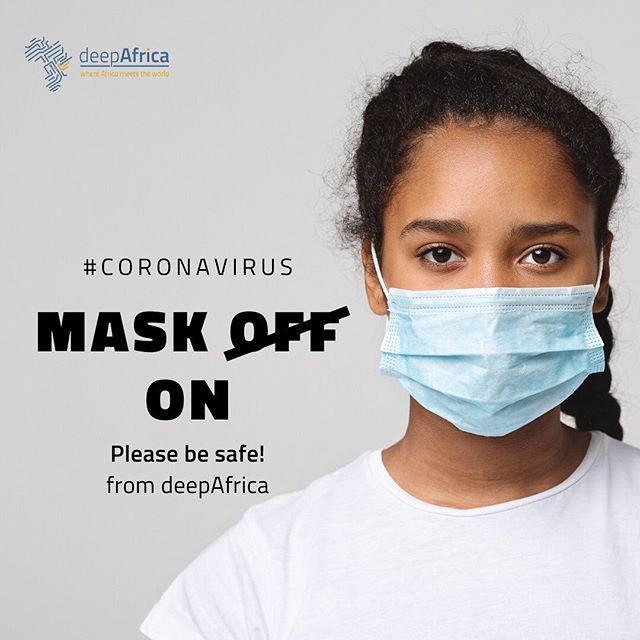 deepAfrica
where Africa meets the world
#CORONAVIRUS
MASK OFF
ON
Please be safe!
from deepAfrica